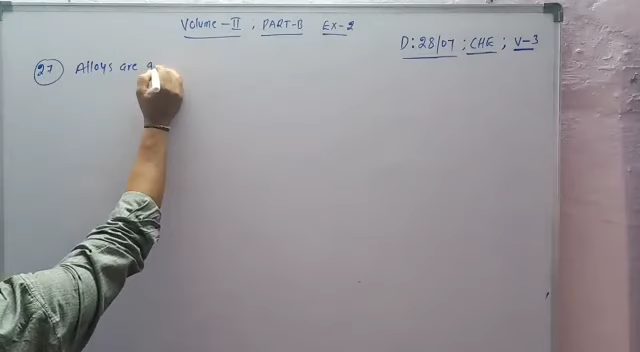 Volume-II, PART-B EX-2
D:28/07; CHE; V-3
27 Alloys are